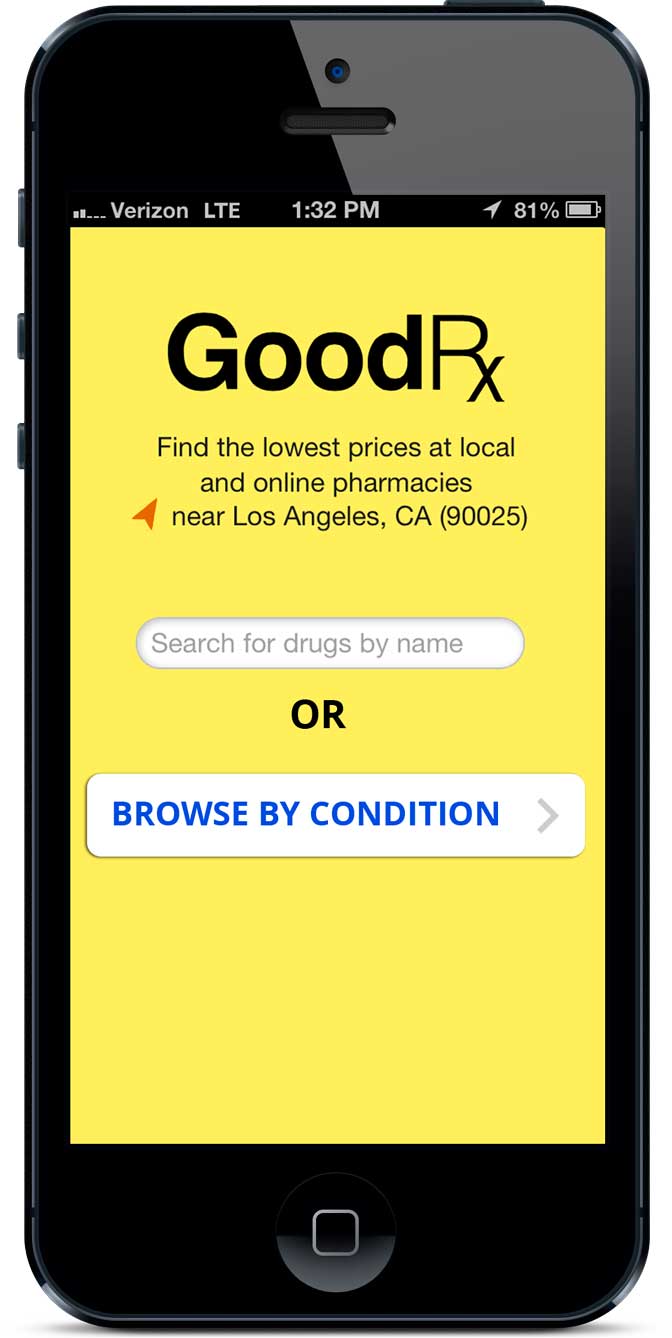 Verizon LTE 1:32 PM 81%
GoodRx
Find the lowest prices at local
and online pharmacies
near Los Angeles, CA (90025)
Search for drugs by name
OR
BROWSE BY CONDITION